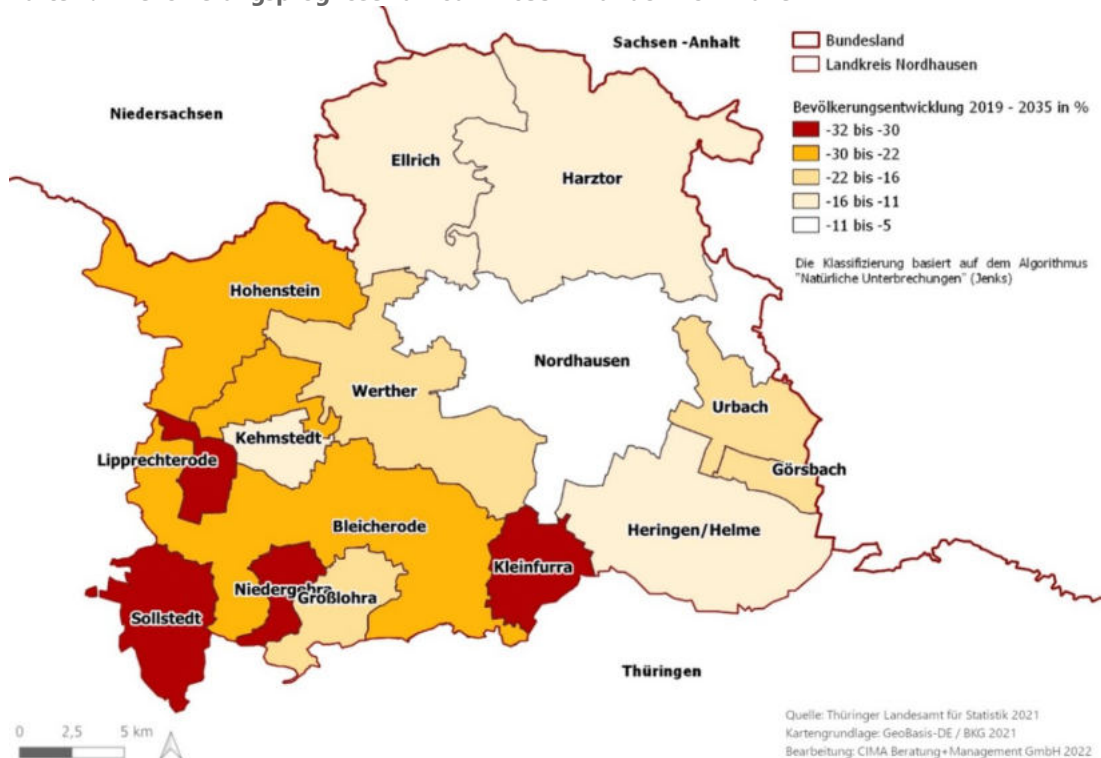 Sachsen -Anhalt
Bundesland
Landkreis Nordhausen
Niedersachsen
Bevölkerungsentwicklung 2019 - 2035 in %
-32 bis -30
-30 bis -22
-22 bis -16
-16 bis -11
-11 bis -5
Die Klassifizierung basiert auf dem Algorithmus
"Natürliche Unterbrechungen" (Jenks)
Ellrich
Harztor
Hohenstein
Nordhausen
Werther
Urbach
Kehmstedt
Lipprechterode
Görsbach
Bleicherode
Heringen/Helme
Kleinfurra
Niedergebra
Großlohra
Sollstedt
Thüringen
0 2,5 5 km
Quelle: Thüringer Landesamt für Statistik 2021
Kartengrundlage: GeoBasis-DE / BKG 2021
Bearbeitung: CIMA Beratung+Management GmbH 2022